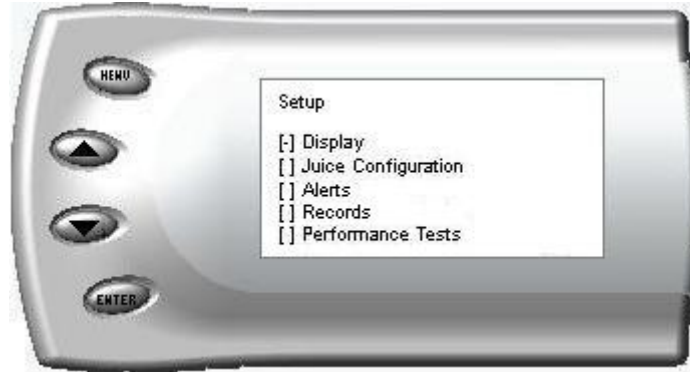 MENU
Setup
[-] Display
[ ] Juice Configuration
[ ] Alerts
[ ] Records
[ ] Performance Tests
ENTER